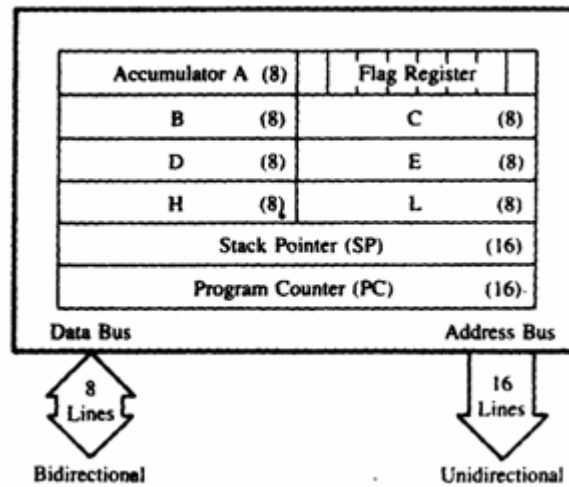 Accumulator A (8) Flag Register
B (8) C (8)
D (8) E (8)
H (8) L (8)
Stack Pointer (SP) (16)
Program Counter (PC) (16)
Data Bus Address Bus
8 16
Lines Lines
Bidirectional Unidirectional